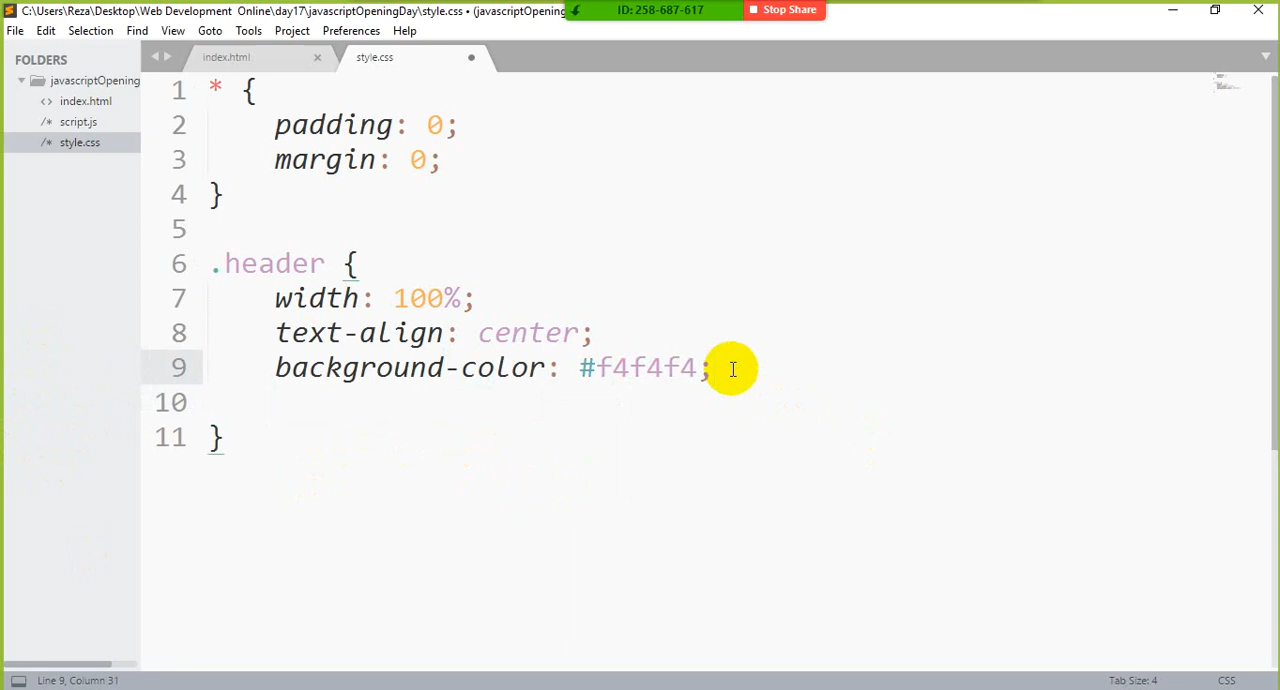 C:\Users\Reza\Desktop\Web Development Online\day17\javascriptOpeningDay\style.css • (javascriptOpening
ID: 258-687-617
Stop Share
File Edit Selection Find View Goto Tools Project Preferences Help
FOLDERS
javascriptOpening
<> index.html
/* script.js
/* style.css
index.html
style.css
1 * {
2 padding: 0;
3 margin: 0;
4 }
5
6 .header {
7 width: 100%;
8 text-align: center;
9 background-color: #f4f4f4;
10
11 }
Line 9, Column 31
Tab Size: 4
CSS